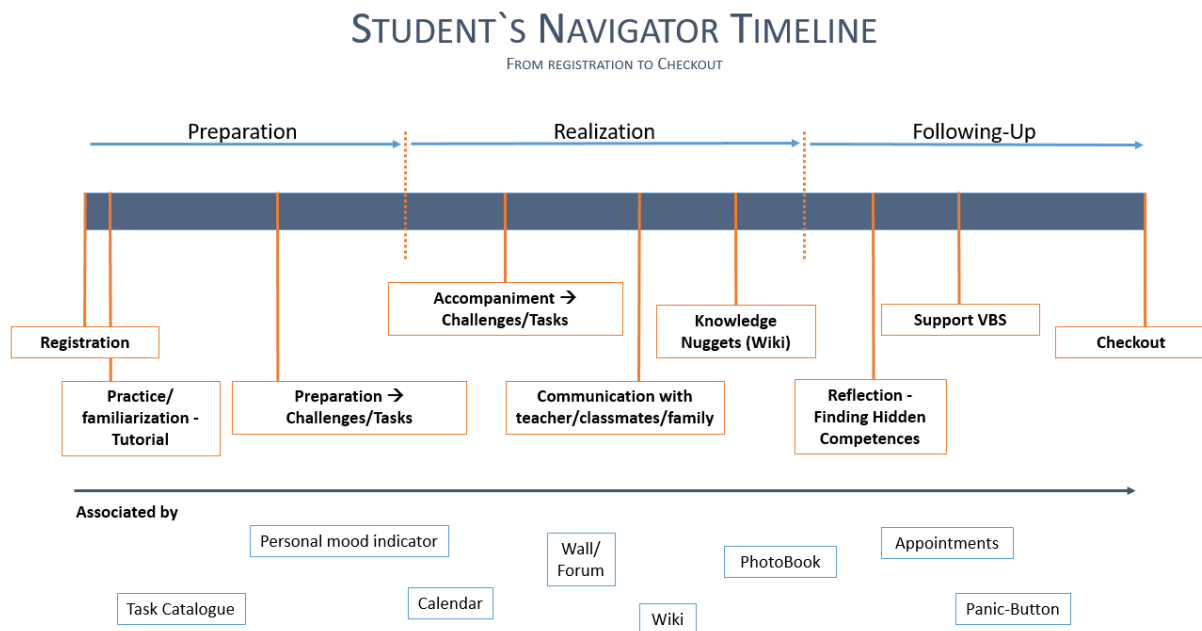 STUDENT`S NAVIGATOR TIMELINE
FROM REGISTRATION TO CHECKOUT
Preparation
Realization
Following-Up
Registration
Practice/
familiarization -
Tutorial
Preparation →
Challenges/Tasks
Accompaniment →
Challenges/Tasks
Communication with
teacher/classmates/family
Knowledge
Nuggets (Wiki)
Reflection -
Finding Hidden
Competences
Support VBS
Checkout
Associated by
Task Catalogue
Personal mood indicator
Calendar
Wall/
Forum
Wiki
PhotoBook
Appointments
Panic-Button